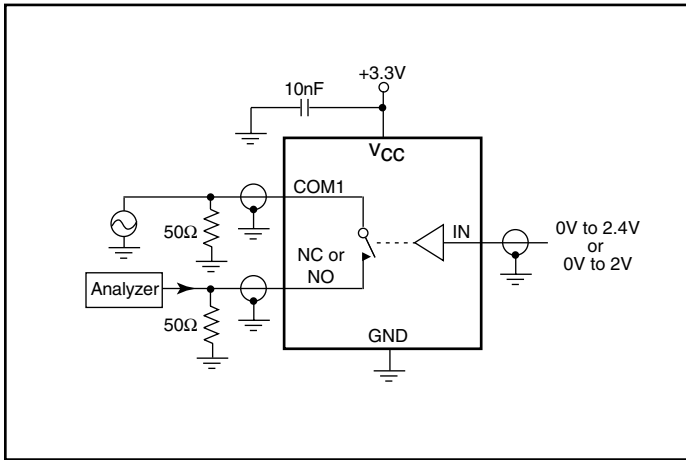 +3.3V
10nF
VCC
COM1
50Ω
IN
0V to 2.4V
or
0V to 2V
NC or
NO
Analyzer
50Ω
GND